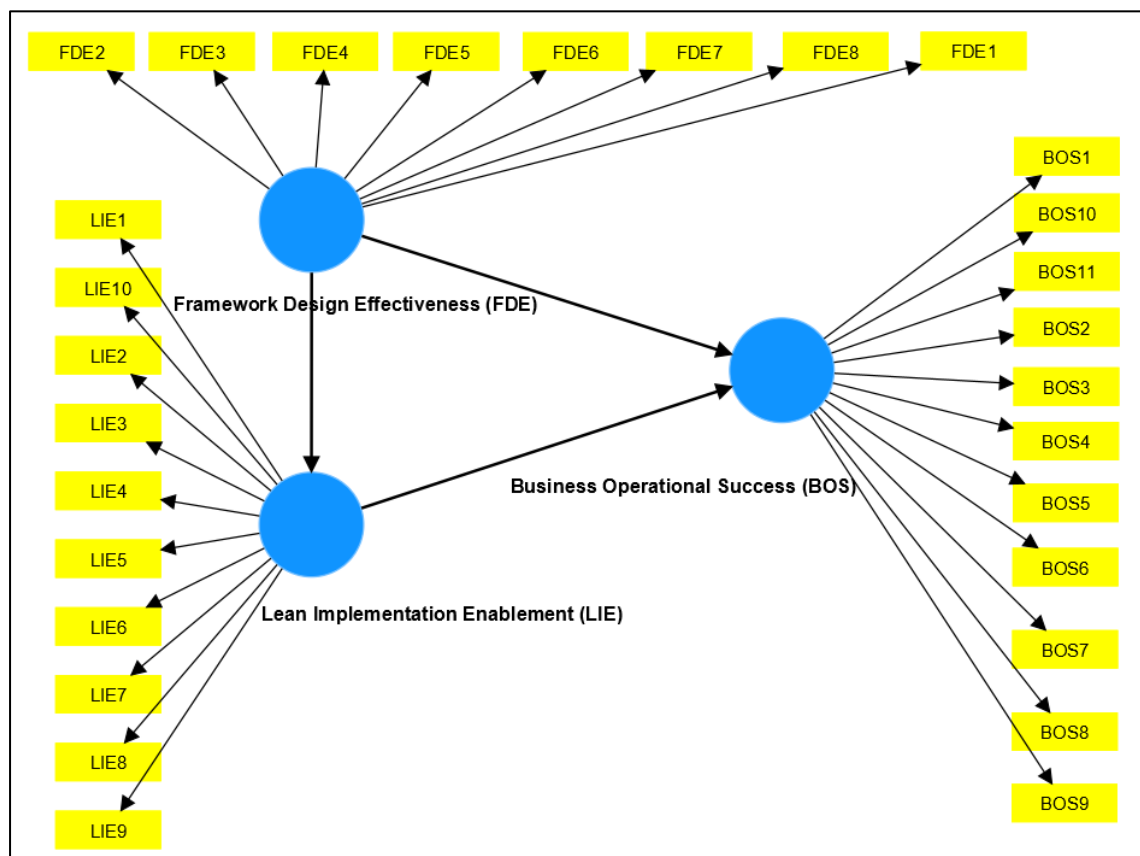 FDE2 FDE3 FDE4 FDE5 FDE6 FDE7 FDE8 FDE1
BOS1
LIE1
BOS10
BOS11
LIE10
Framework Design Effectiveness (FDE)
BOS2
LIE2
BOS3
LIE3
BOS4
LIE4
Business Operational Success (BOS)
BOS5
LIE5
BOS6
Lean Implementation Enablement (LIE)
LIE6
BOS7
LIE7
BOS8
LIE8
BOS9
LIE9